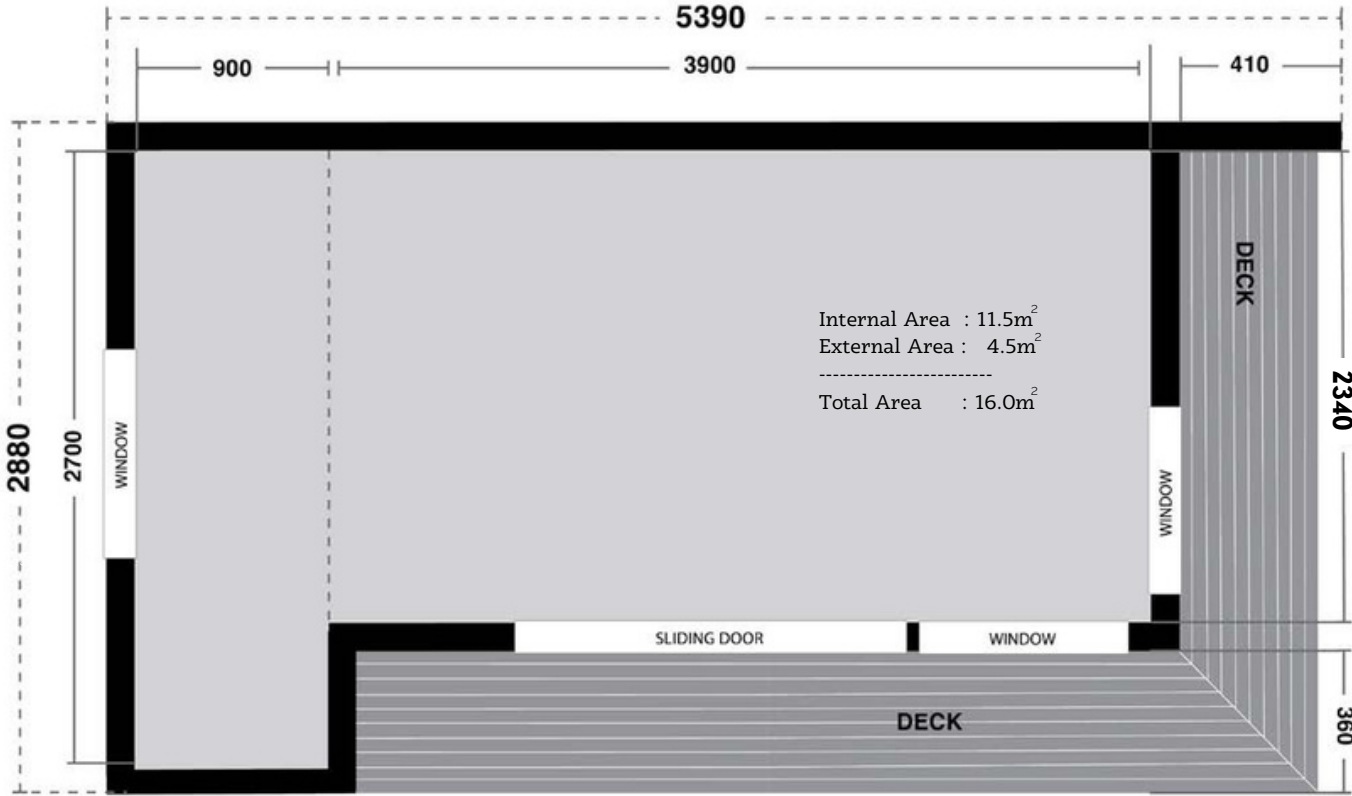 5390
900
3900
410
DECK
Internal Area : 11.5m²
External Area : 4.5m²
-------------------------
Total Area : 16.0m²
2340
2880
2700
WINDOW
WINDOW
SLIDING DOOR
WINDOW
DECK
360